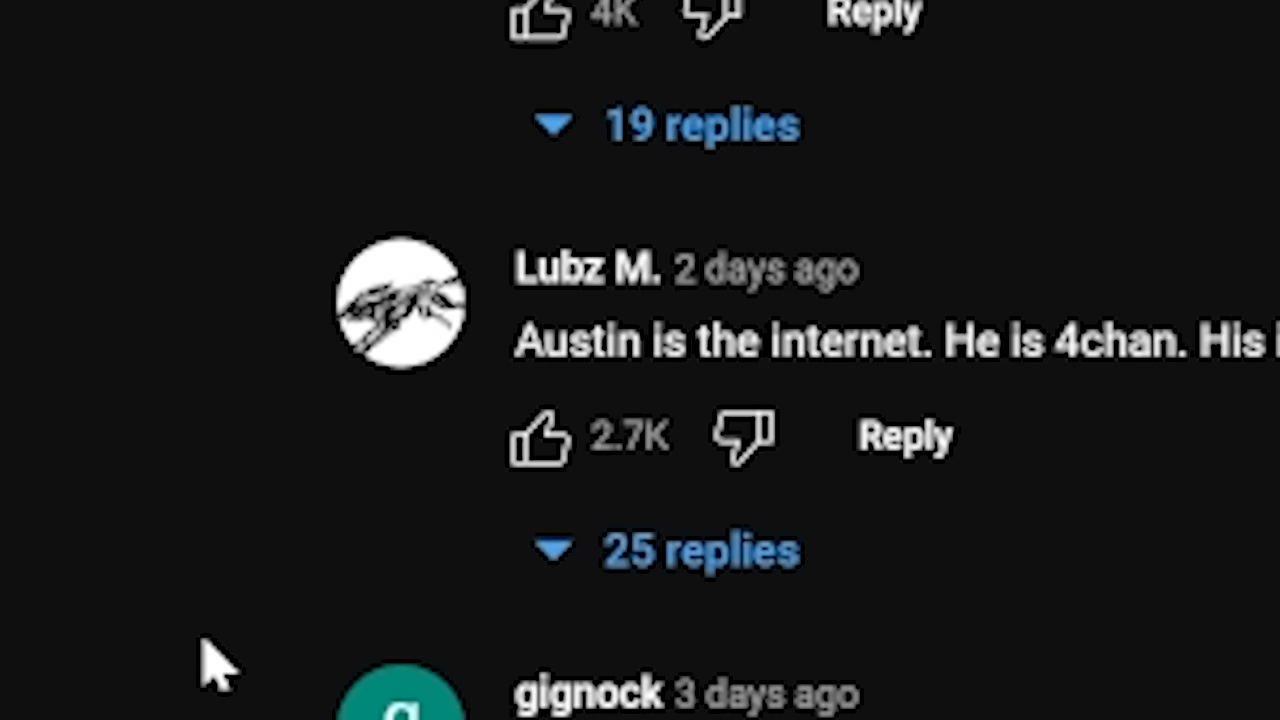 4K Reply
19 replies
Lubz M. 2 days ago
Austin is the internet. He is 4chan. His
2.7K Reply
25 replies
g
gignock 3 days ago